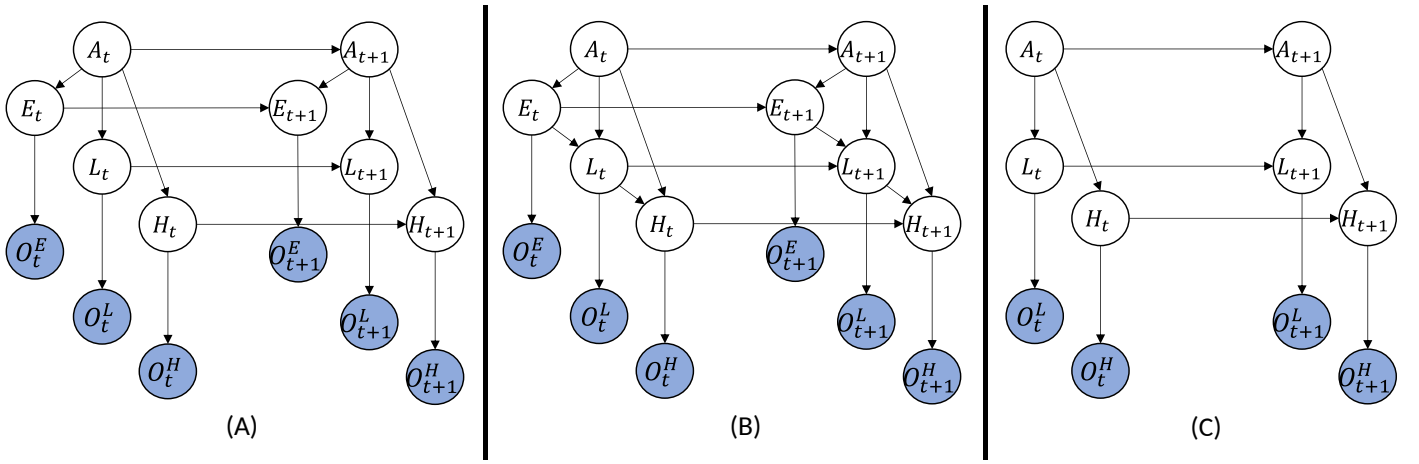 A_t A_{t+1} A_t A_{t+1} A_t A_{t+1}
E_t E_{t+1} E_t E_{t+1}
L_t L_{t+1} L_t L_{t+1} L_t L_{t+1}
H_t H_{t+1} H_t H_{t+1} H_t H_{t+1}
O_t^E O_{t+1}^E O_t^E O_{t+1}^E
O_t^L O_{t+1}^L O_t^L O_{t+1}^L O_t^L O_{t+1}^L
O_t^H O_{t+1}^H O_t^H O_{t+1}^H O_t^H O_{t+1}^H
(A) (B) (C)